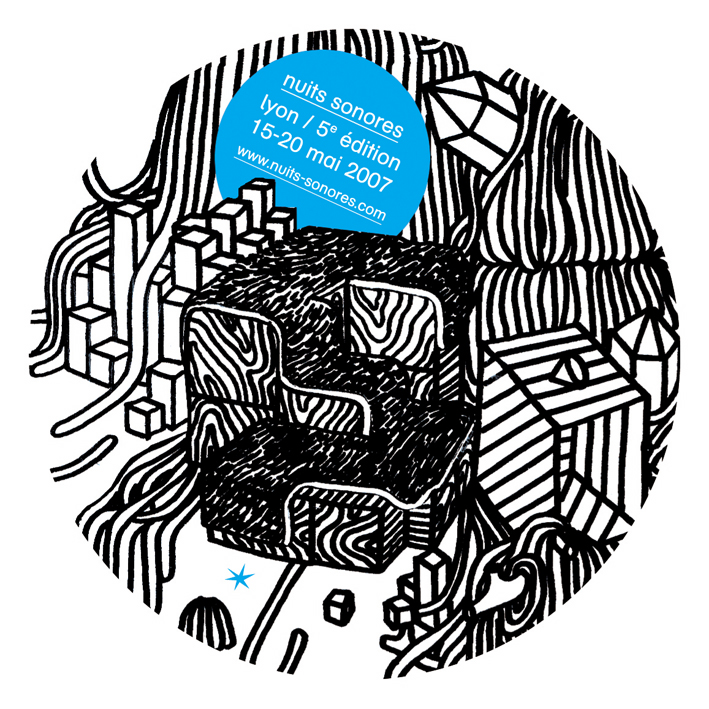 nuits sonores
lyon / 5e édition
15-20 mai 2007
www.nuits-sonores.com